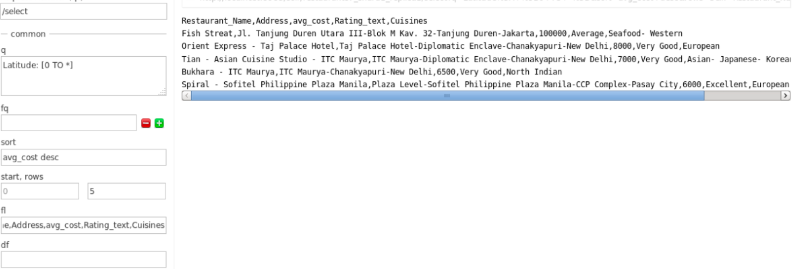 /select
common
q
Latitude: [0 TO *]
fq
sort
avg_cost desc
start, rows
0
5
fl
e,Address,avg_cost,Rating_text,Cuisines
df
Restaurant_Name,Address,avg_cost,Rating_text,Cuisines
Fish Streat,Jl. Tanjung Duren Utara III-Blok M Kav. 32-Tanjung Duren-Jakarta,100000,Average,Seafood- Western
Orient Express - Taj Palace Hotel,Taj Palace Hotel-Diplomatic Enclave-Chanakyapuri-New Delhi,8000,Very Good,European
Tian - Asian Cuisine Studio - ITC Maurya,ITC Maurya-Diplomatic Enclave-Chanakyapuri-New Delhi,7000,Very Good,Asian- Japanese- Korean
Bukhara - ITC Maurya,ITC Maurya-Chanakyapuri-New Delhi,6500,Very Good,North Indian
Spiral - Sofitel Philippine Plaza Manila,Plaza Level-Sofitel Philippine Plaza Manila-CCP Complex-Pasay City,6000,Excellent,European